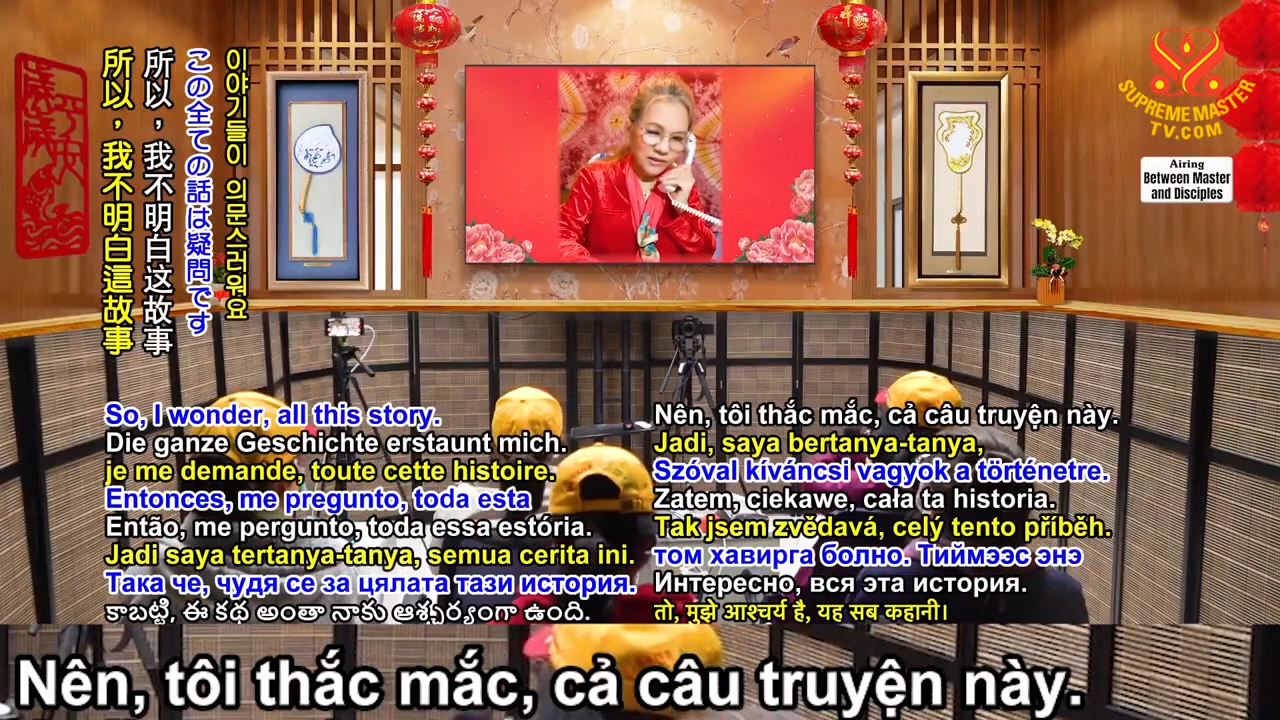 이야기들이 의문스러워요
この全ての話は疑問です
所以，我不明白这故事
所以，我不明白這故事
SUPREME MASTER
TV.COM
Airing
Between Master
and Disciples
So, I wonder, all this story.
Die ganze Geschichte erstaunt mich.
je me demande, toute cette histoire.
Entonces, me pregunto, toda esta
Então, me pergunto, toda essa estória.
Jadi saya tertanya-tanya, semua cerita ini.
Така че, чудя се за цялата тази история.
కాబట్టి, ఈ కథ అంతా నాకు ఆశ్చర్యంగా ఉంది.
Nên, tôi thắc mắc, cả câu truyện này.
Jadi, saya bertanya-tanya,
Szóval kíváncsi vagyok a történetre.
Zatem, ciekawe, cała ta historia.
Tak jsem zvědavá, celý tento příběh.
том хавирга болно. Тиймээс энэ
Интересно, вся эта история.
तो, मुझे आश्चर्य है, यह सब कहानी।
Nên, tôi thắc mắc, cả câu truyện này.